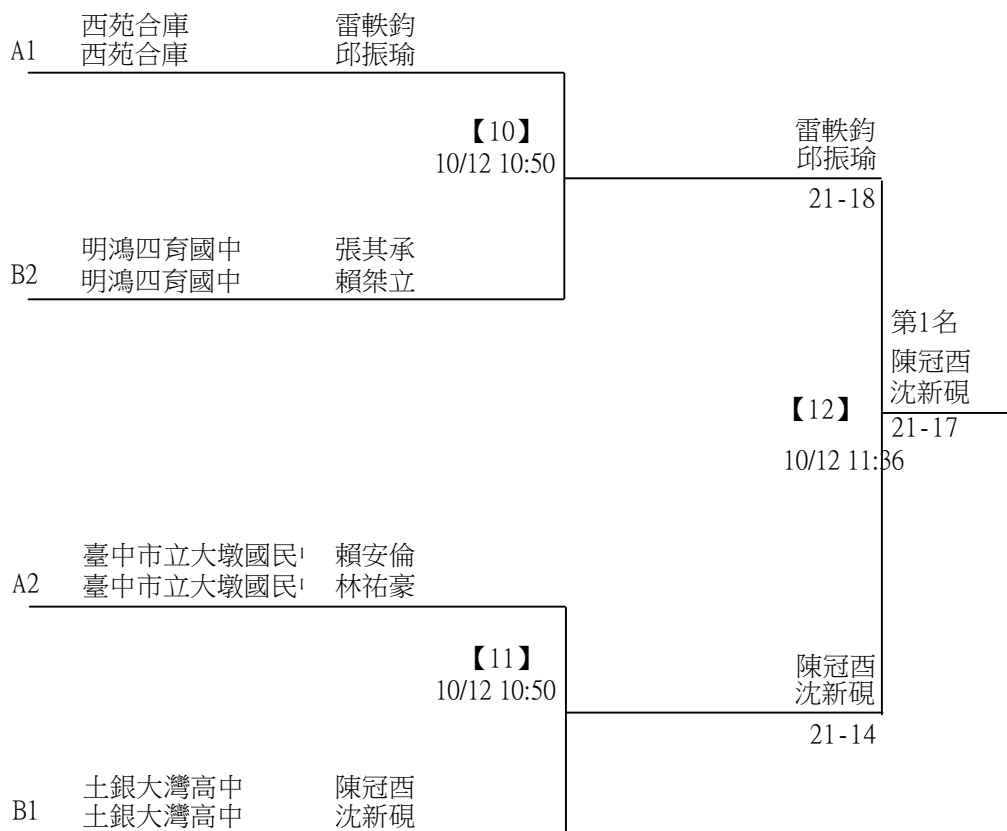 西苑合庫 雷軼鈞
A1 西苑合庫 邱振瑜
【10】
10/12 10:50
雷軼鈞
邱振瑜
21-18
明鴻四育國中 張其承
B2 明鴻四育國中 賴桀立
第1名
陳冠酉
沈新硯
21-17
【12】
10/12 11:36
臺中市立大墩國民 賴安倫
A2 臺中市立大墩國民 林祐豪
【11】
10/12 10:50
陳冠酉
沈新硯
21-14
土銀大灣高中 陳冠酉
B1 土銀大灣高中 沈新硯